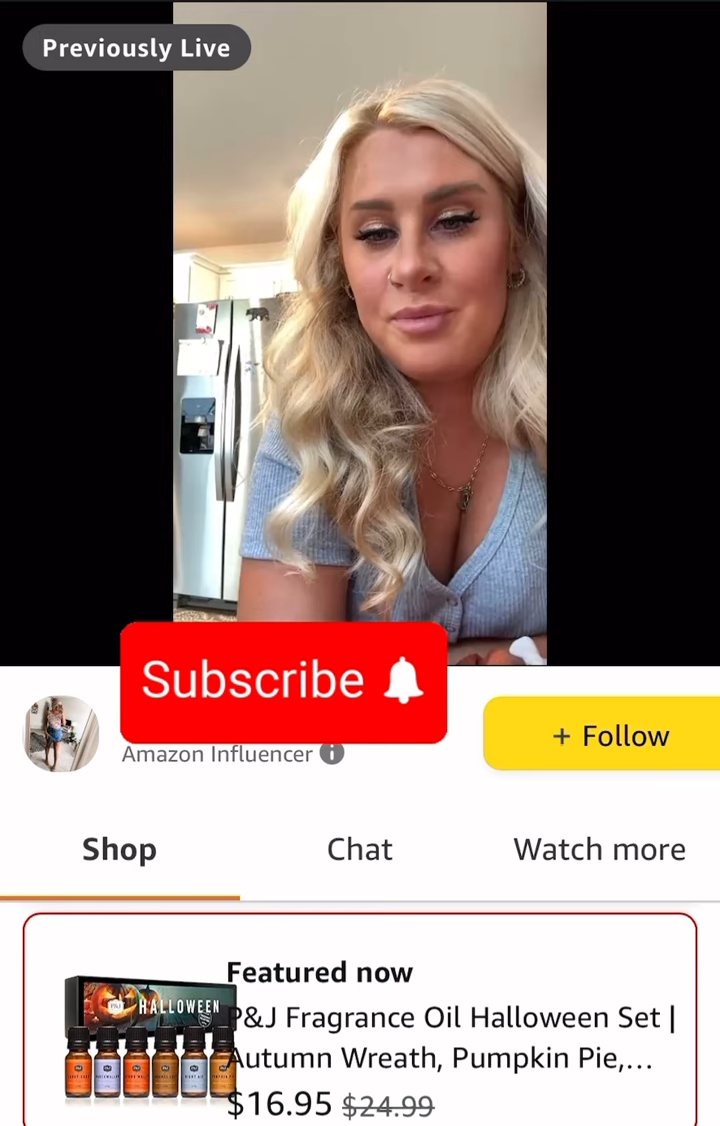 Previously Live
Subscribe
Amazon Influencer
+ Follow
Shop
Chat
Watch more
Featured now
P&J Fragrance Oil Halloween Set |
Autumn Wreath, Pumpkin Pie,...
$16.95 $24.99
HALLOWEEN